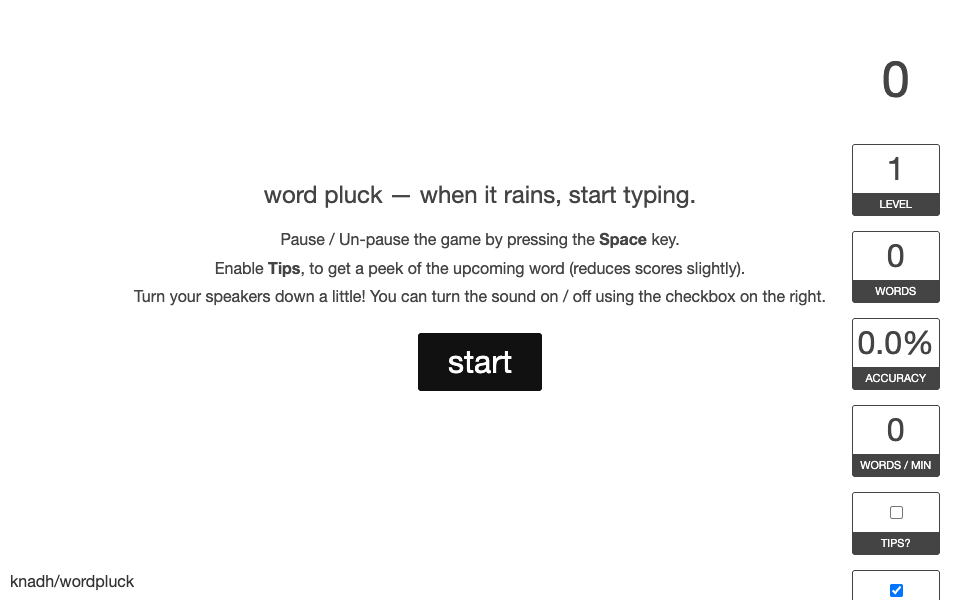 0
word pluck — when it rains, start typing.
Pause / Un-pause the game by pressing the Space key.
Enable Tips, to get a peek of the upcoming word (reduces scores slightly).
Turn your speakers down a little! You can turn the sound on / off using the checkbox on the right.
start
1
LEVEL
0
WORDS
0.0%
ACCURACY
0
WORDS / MIN
TIPS?
knadh/wordpluck